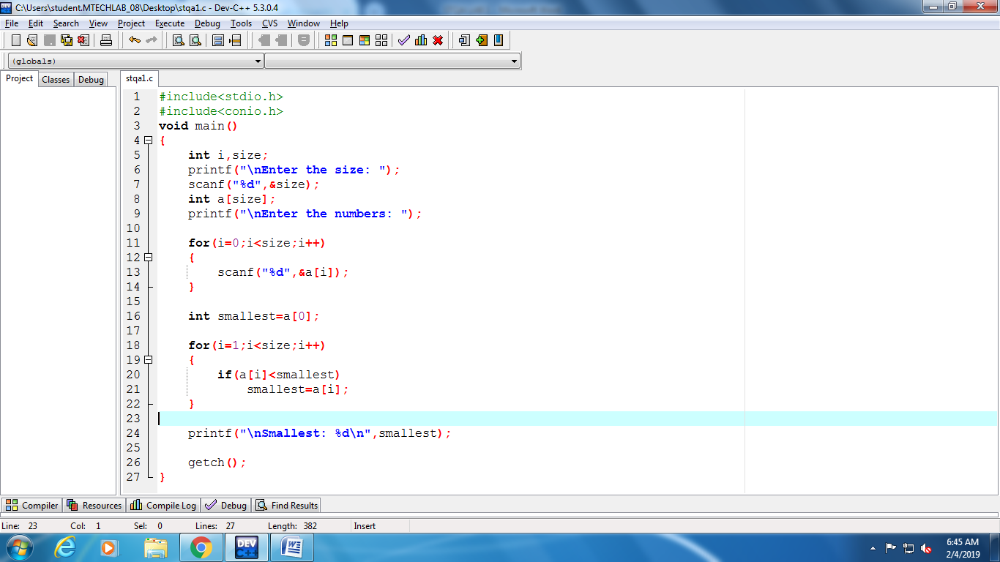 C:\Users\student.MTECHLAB_08\Desktop\stqa1.c - Dev-C++ 5.3.0.4
File Edit Search View Project Execute Debug Tools CVS Window Help
(globals)
Project Classes Debug stqa1.c
1 #include<stdio.h>
2 #include<conio.h>
3 void main()
4 {
5 int i,size;
6 printf("\nEnter the size: ");
7 scanf("%d",&size);
8 int a[size];
9 printf("\nEnter the numbers: ");
10
11 for(i=0;i<size;i++)
12 {
13 scanf("%d",&a[i]);
14 }
15
16 int smallest=a[0];
17
18 for(i=1;i<size;i++)
19 {
20 if(a[i]<smallest)
21 smallest=a[i];
22 }
23
24 printf("\nSmallest: %d\n",smallest);
25
26 getch();
27 }
Compiler Resources Compile Log Debug Find Results
Line: 23 Col: 1 Sel: 0 Lines: 27 Length: 382 Insert
DEV C++
6:45 AM
2/4/2019